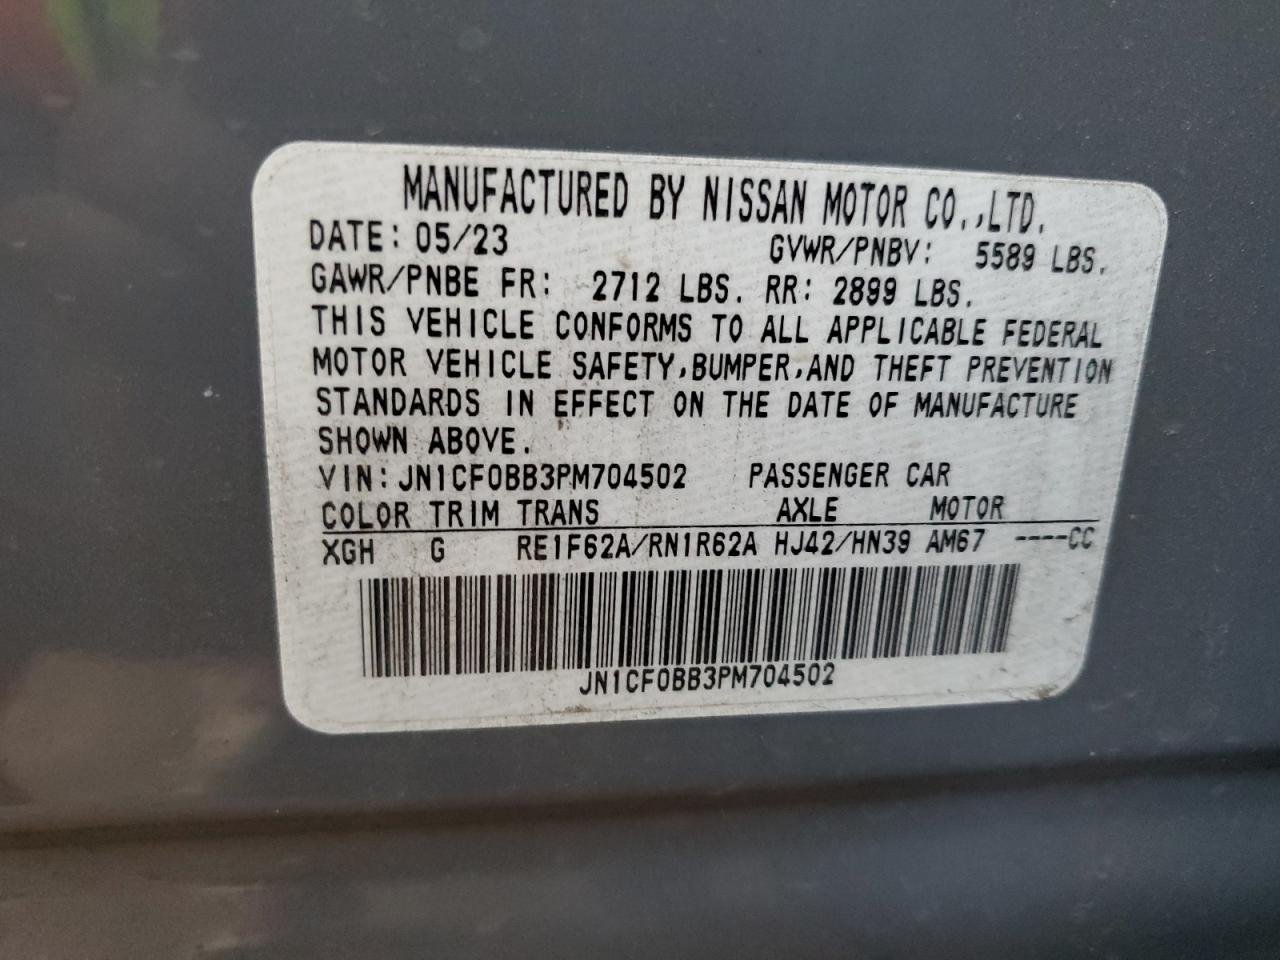 MANUFACTURED BY NISSAN MOTOR CO.,LTD.
DATE: 05/23 GVWR/PNBV: 5589 LBS.
GAWR/PNBE FR: 2712 LBS. RR: 2899 LBS.
THIS VEHICLE CONFORMS TO ALL APPLICABLE FEDERAL
MOTOR VEHICLE SAFETY,BUMPER,AND THEFT PREVENTION
STANDARDS IN EFFECT ON THE DATE OF MANUFACTURE
SHOWN ABOVE.
VIN: JN1CF0BB3PM704502 PASSENGER CAR
COLOR TRIM TRANS AXLE MOTOR
XGH G RE1F62A/RN1R62A HJ42/HN39 AM67 ----CC
JN1CF0BB3PM704502